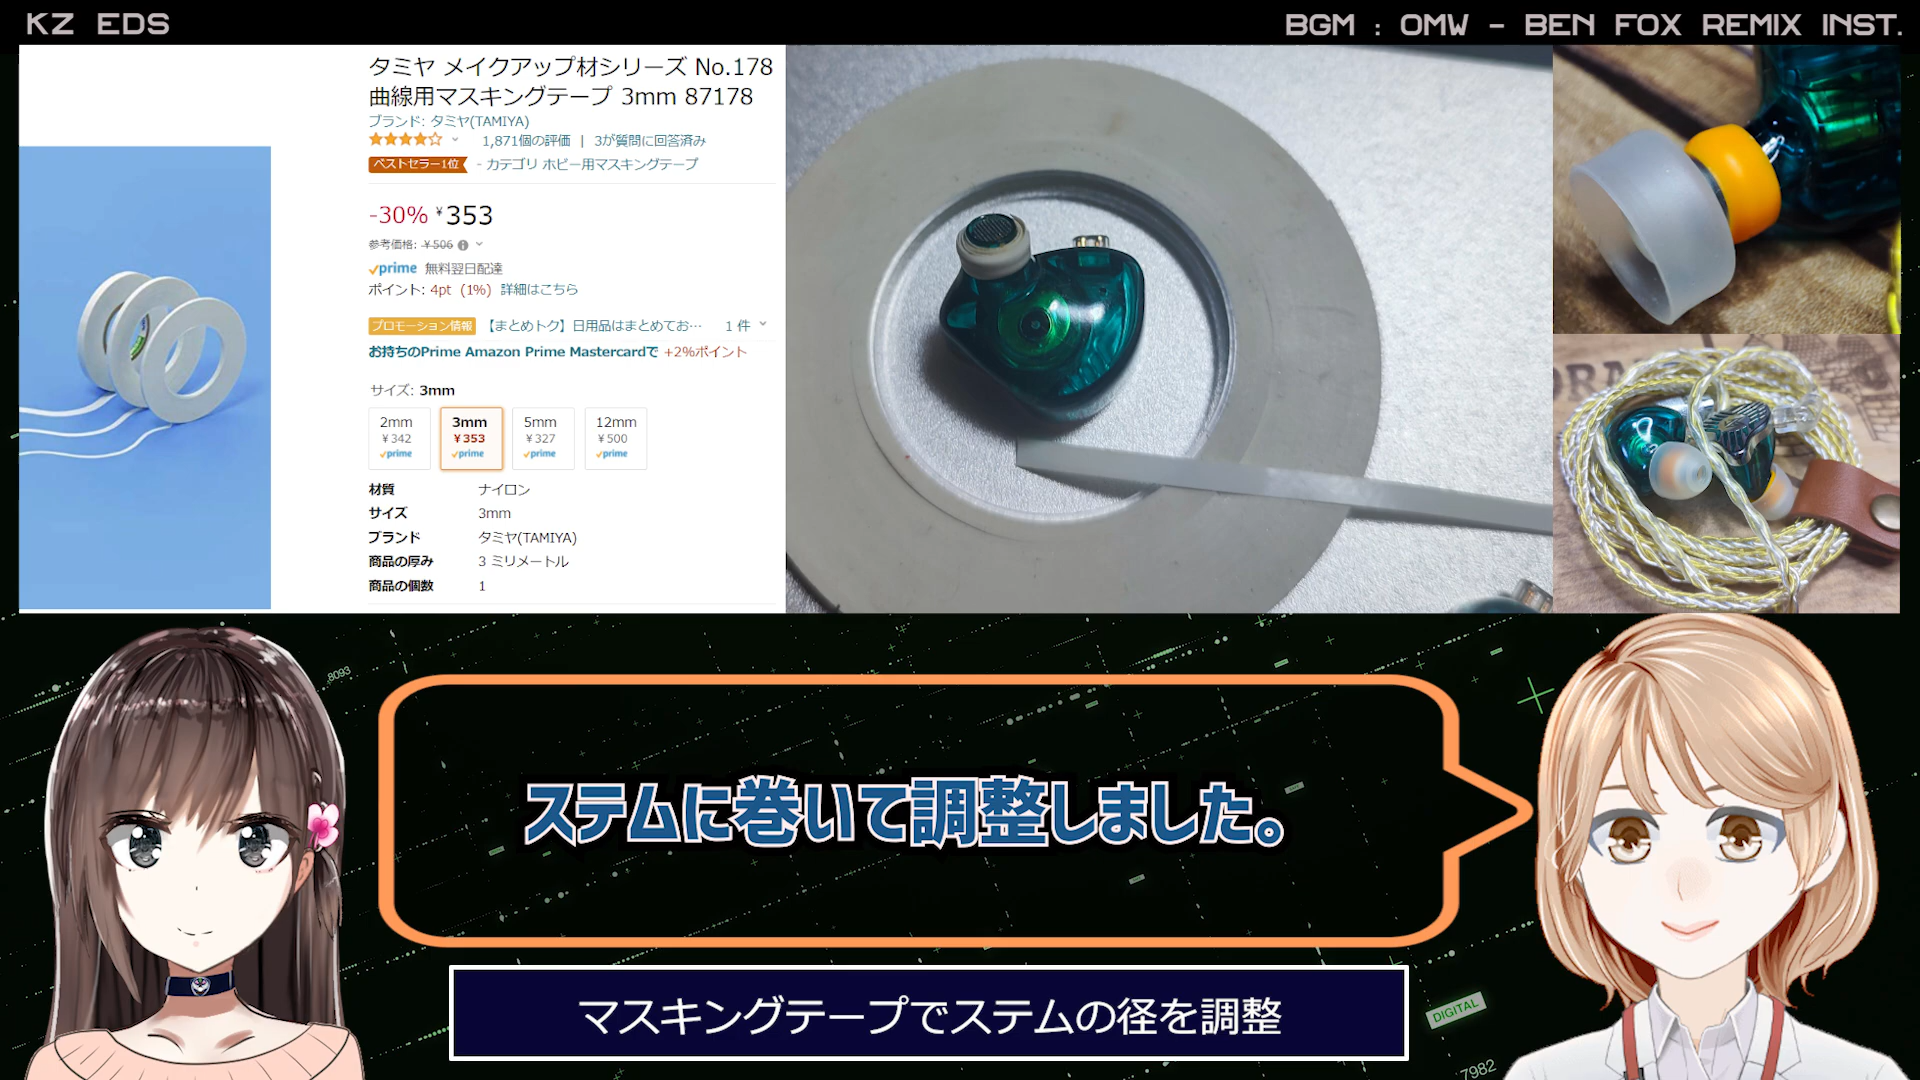 KZ EDS
BGM : OMW - BEN FOX REMIX INST.
タミヤ メイクアップ材シリーズ No.178
曲線用マスキングテープ 3mm 87178
ブランド: タミヤ(TAMIYA)
1,871個の評価 | 3が質問に回答済み
ベストセラー1位 - カテゴリ ホビー用マスキングテープ
-30% ¥353
参考価格: ¥506
prime 無料翌日配達
ポイント: 4pt (1%) 詳細はこちら
プロモーション情報 【まとめトク】日用品はまとめてお… 1 件
お持ちのPrime Amazon Prime Mastercardで +2%ポイント
サイズ: 3mm
2mm 3mm 5mm 12mm
¥342 ¥353 ¥327 ¥500
prime prime prime prime
材質 ナイロン
サイズ 3mm
ブランド タミヤ(TAMIYA)
商品の厚み 3 ミリメートル
商品の個数 1
8093
ステムに巻いて調整しました。
マスキングテープでステムの径を調整
DIGITAL
7982